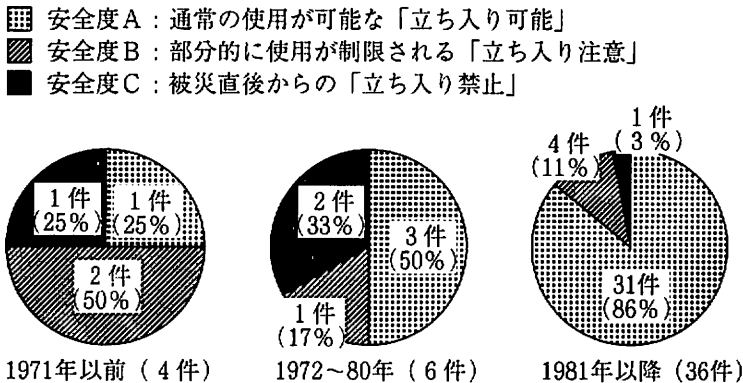 安全度A：通常の使用が可能な「立ち入り可能」
安全度B：部分的に使用が制限される「立ち入り注意」
安全度C：被災直後からの「立ち入り禁止」
1件
(25%)
1件
(25%)
2件
(50%)
1971年以前（4件）
2件
(33%)
3件
(50%)
1件
(17%)
1972～80年（6件）
1件
(3%)
4件
(11%)
31件
(86%)
1981年以降（36件）